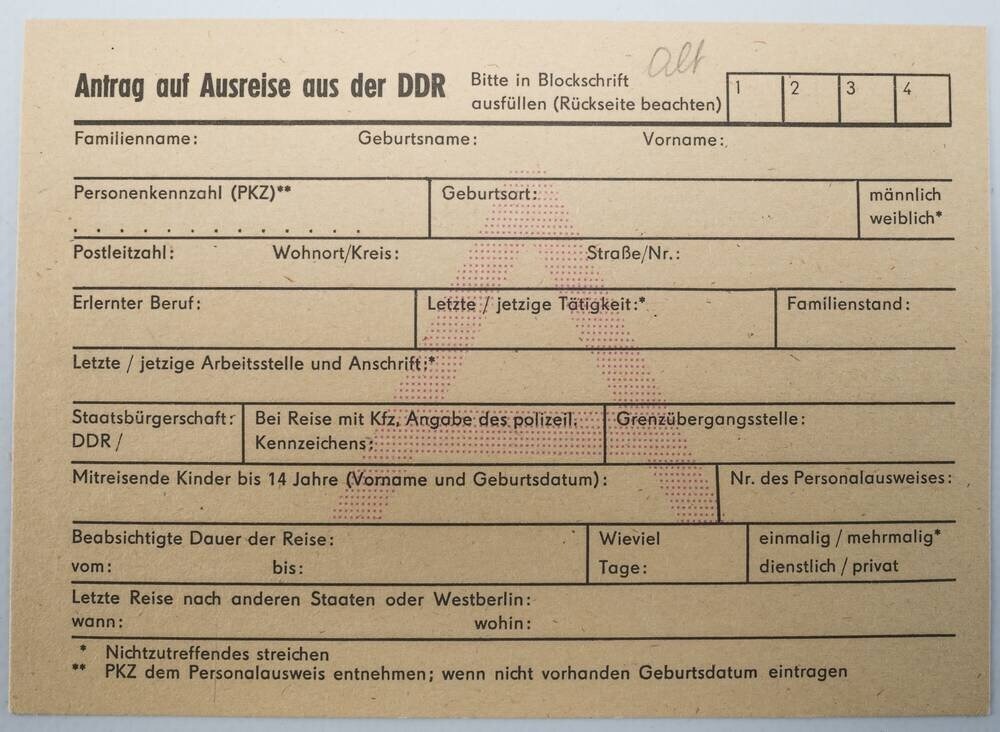 alt
Antrag auf Ausreise aus der DDR Bitte in Blockschrift
ausfüllen (Rückseite beachten) 1 2 3 4
Familienname: Geburtsname: Vorname:
Personenkennzahl (PKZ)** Geburtsort: männlich
weiblich*
. . . . . . . . . . . .
Postleitzahl: Wohnort/Kreis: Straße/Nr.:
Erlernter Beruf: Letzte / jetzige Tätigkeit:* Familienstand:
Letzte / jetzige Arbeitsstelle und Anschrift:*
Staatsbürgerschaft: Bei Reise mit Kfz, Angabe des polizeil. Grenzübergangsstelle:
DDR / Kennzeichens:
Mitreisende Kinder bis 14 Jahre (Vorname und Geburtsdatum): Nr. des Personalausweises:
Beabsichtigte Dauer der Reise: Wieviel einmalig / mehrmalig*
vom: bis: Tage: dienstlich / privat
Letzte Reise nach anderen Staaten oder Westberlin:
wann: wohin:
* Nichtzutreffendes streichen
** PKZ dem Personalausweis entnehmen; wenn nicht vorhanden Geburtsdatum eintragen
A